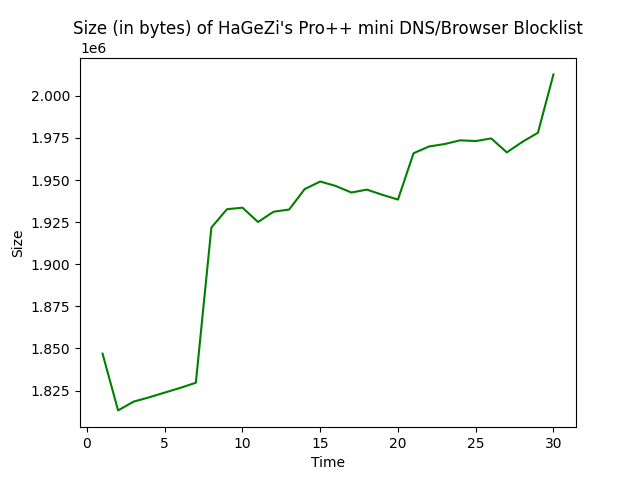 Size (in bytes) of HaGeZi's Pro++ mini DNS/Browser Blocklist
1e6
2.000
1.975
1.950
1.925
1.900
1.875
1.850
1.825
Size
0 5 10 15 20 25 30
Time